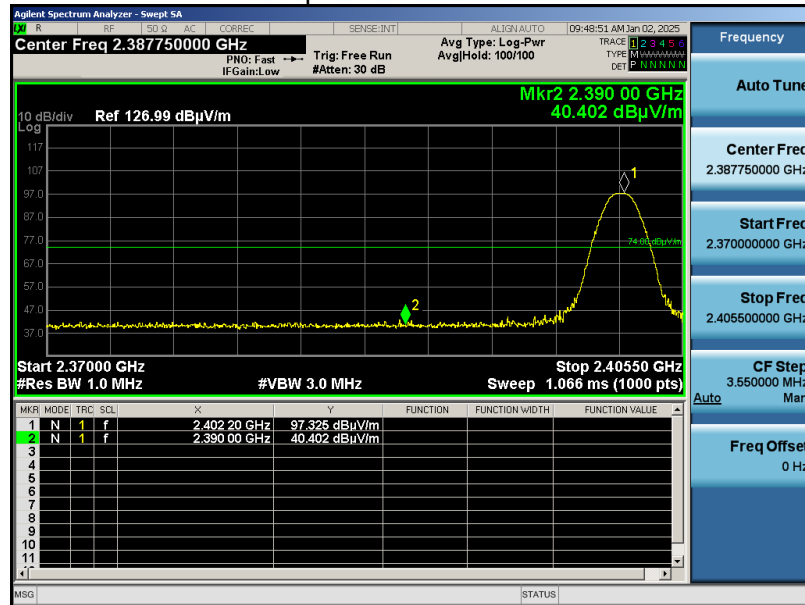 Agilent Spectrum Analyzer - Swept SA
LXI R RF 50 Ω AC CORREC SENSE:INT ALIGN AUTO 09:48:51 AM Jan 02, 2025
Center Freq 2.387750000 GHz
PNO: Fast
IFGain:Low
Trig: Free Run
#Atten: 30 dB
Avg Type: Log-Pwr
Avg|Hold: 100/100
TRACE 1 2 3 4 5 6
TYPE M
DET P N N N N N
Mkr2 2.390 00 GHz
40.402 dBµV/m
10 dB/div Ref 126.99 dBµV/m
Log
117
107
97.0
87.0
77.0
67.0
57.0
47.0
37.0
1
74.00 dBµV/m
2
Start 2.37000 GHz Stop 2.40550 GHz
#Res BW 1.0 MHz #VBW 3.0 MHz Sweep 1.066 ms (1000 pts)
MKR MODE TRC SCL X Y FUNCTION FUNCTION WIDTH FUNCTION VALUE
1 N 1 f 2.402 20 GHz 97.325 dBµV/m
2 N 1 f 2.390 00 GHz 40.402 dBµV/m
3
4
5
6
7
8
9
10
11
MSG STATUS
Frequency
Auto Tune
Center Freq
2.387750000 GHz
Start Freq
2.370000000 GHz
Stop Freq
2.405500000 GHz
CF Step
3.550000 MHz
Auto Man
Freq Offset
0 Hz